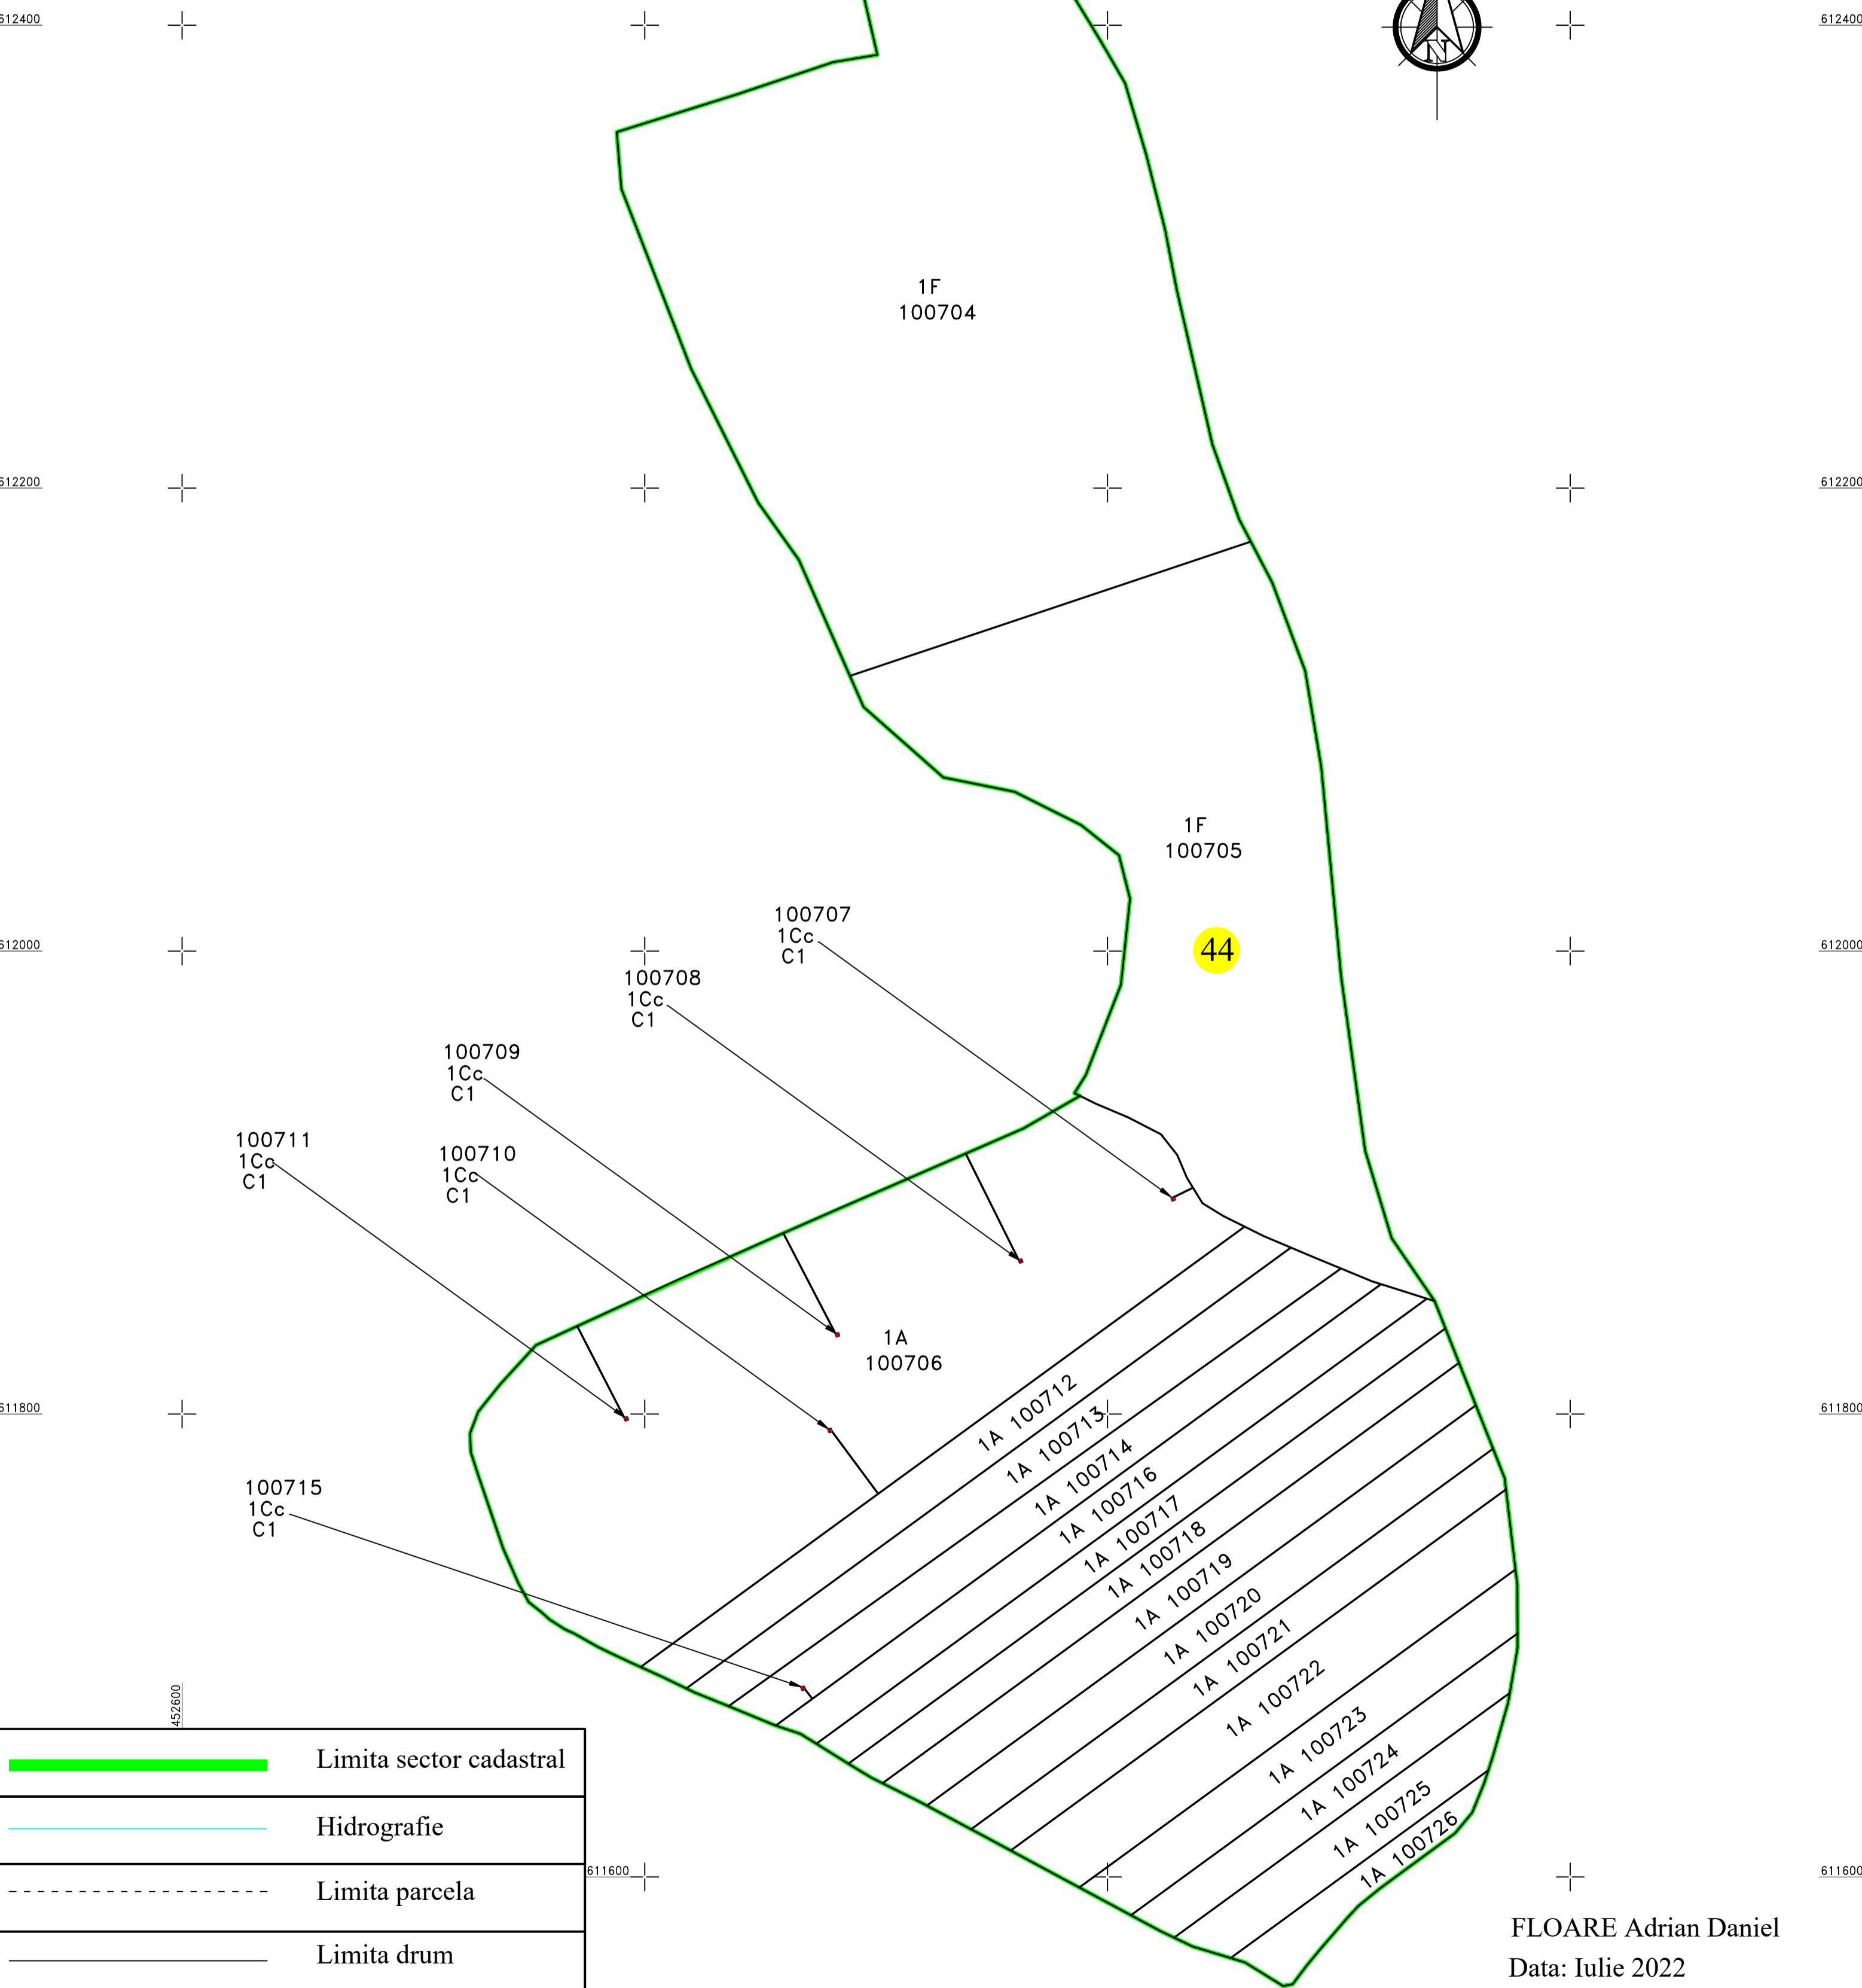 612400
612400
N
1F
100704
612200
612200
1F
100705
100707
1Cc
C1
44
612000
612000
100708
1Cc
C1
100709
1Cc
C1
100711
1Cc
C1
100710
1Cc
C1
1A
100706
611800
611800
1A 100712
1A 100713
1A 100714
1A 100716
1A 100717
1A 100718
1A 100719
1A 100720
1A 100721
1A 100722
1A 100723
1A 100724
1A 100725
1A 100726
100715
1Cc
C1
452600
Limita sector cadastral
Hidrografie
Limita parcela
Limita drum
611600
611600
FLOARE Adrian Daniel
Data: Iulie 2022